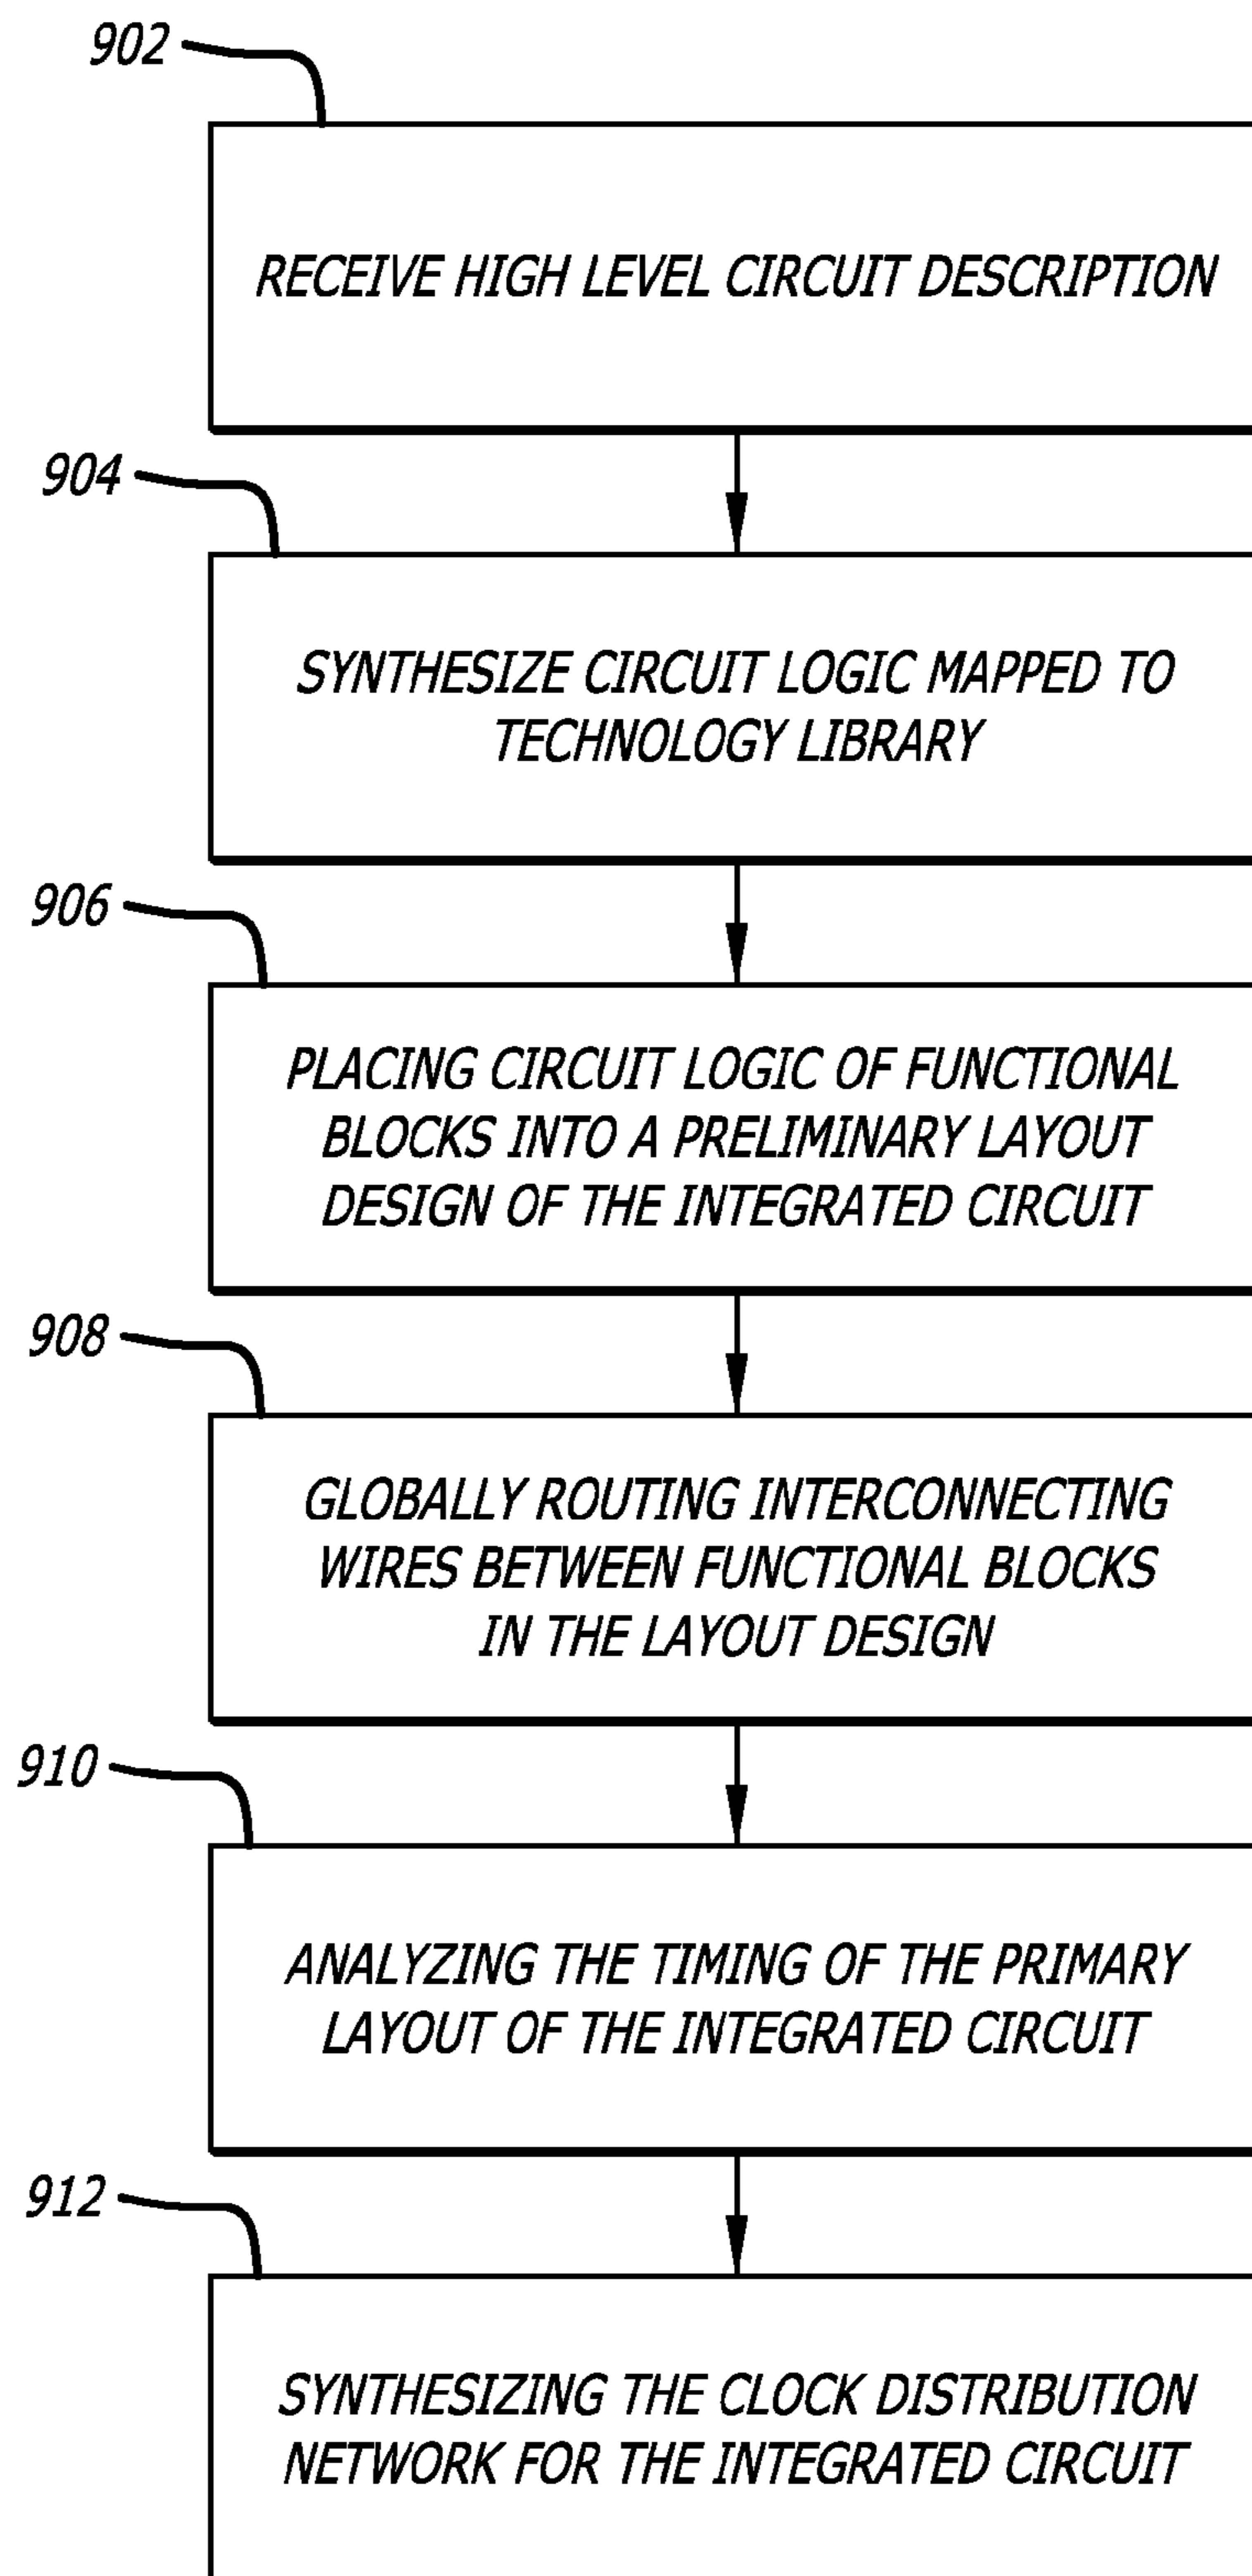 902
RECEIVE HIGH LEVEL CIRCUIT DESCRIPTION
904
SYNTHESIZE CIRCUIT LOGIC MAPPED TO
TECHNOLOGY LIBRARY
906
PLACING CIRCUIT LOGIC OF FUNCTIONAL
BLOCKS INTO A PRELIMINARY LAYOUT
DESIGN OF THE INTEGRATED CIRCUIT
908
GLOBALLY ROUTING INTERCONNECTING
WIRES BETWEEN FUNCTIONAL BLOCKS
IN THE LAYOUT DESIGN
910
ANALYZING THE TIMING OF THE PRIMARY
LAYOUT OF THE INTEGRATED CIRCUIT
912
SYNTHESIZING THE CLOCK DISTRIBUTION
NETWORK FOR THE INTEGRATED CIRCUIT